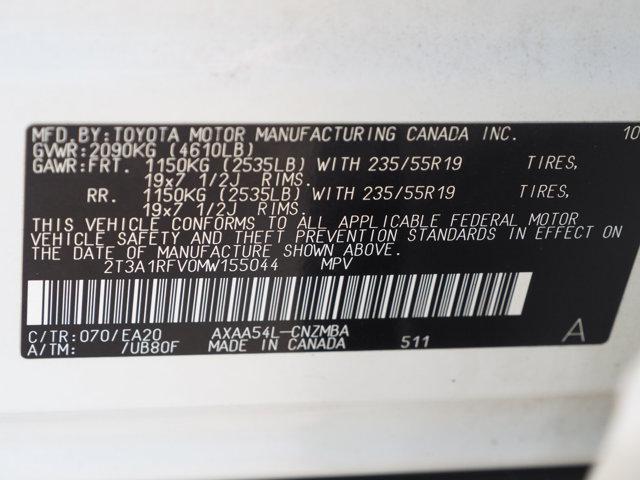 MFD. BY: TOYOTA MOTOR MANUFACTURING CANADA INC. 10
GVWR: 2090KG (4610LB)
GAWR: FRT. 1150KG (2535LB) WITH 235/55R19 TIRES,
19x7 1/2J RIMS.
RR. 1150KG (2535LB) WITH 235/55R19 TIRES,
19x7 1/2J RIMS.
THIS VEHICLE CONFORMS TO ALL APPLICABLE FEDERAL MOTOR
VEHICLE SAFETY AND THEFT PREVENTION STANDARDS IN EFFECT ON
THE DATE OF MANUFACTURE SHOWN ABOVE.
2T3A1RFV0MW155044 MPV
C/TR: 070/EA20 AXAA54L-CNZMBA A
A/TM: /UB80F MADE IN CANADA 511